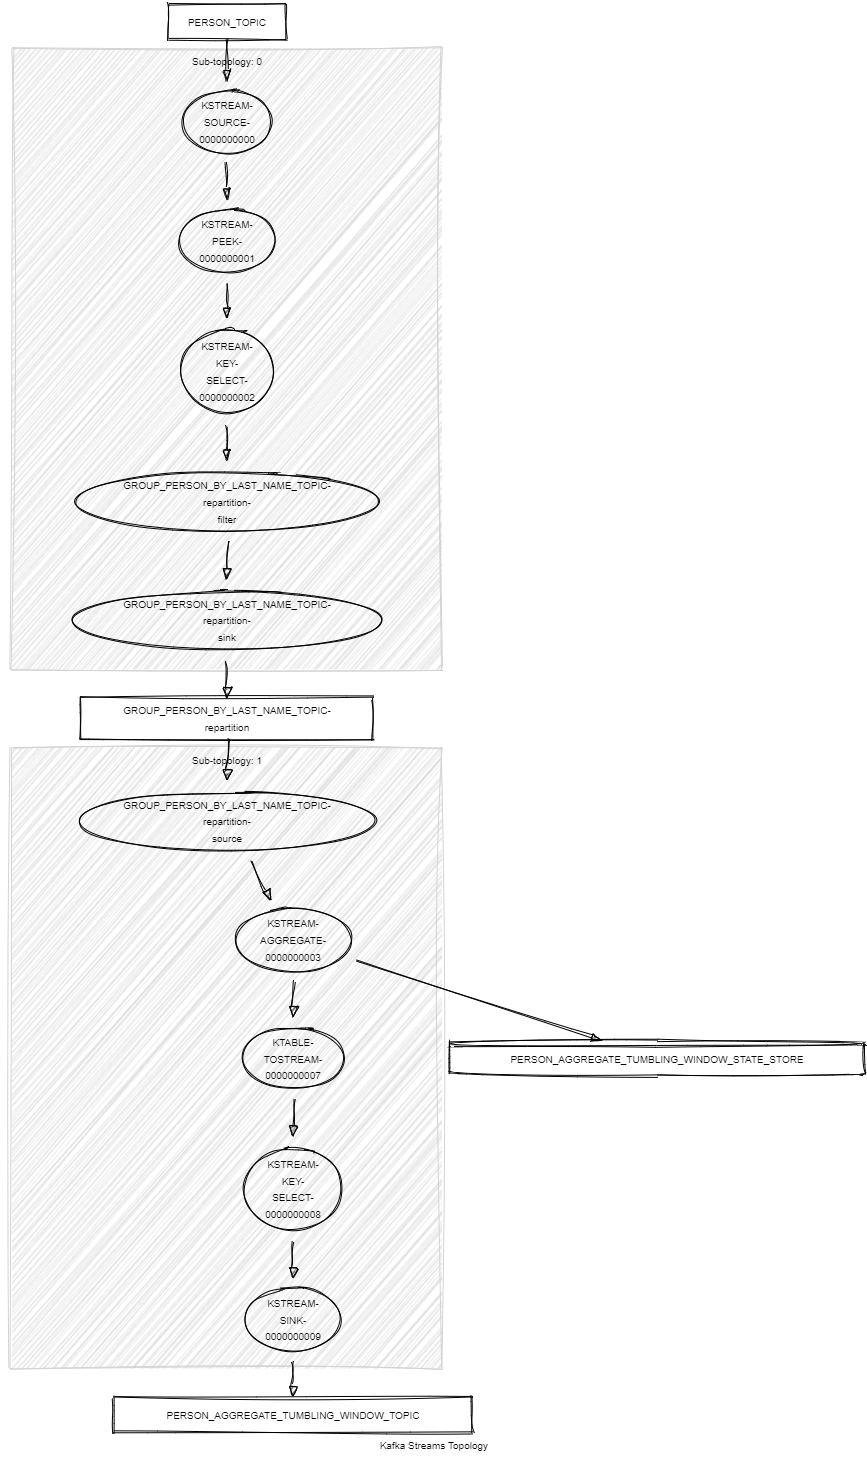 PERSON_TOPIC
Sub-topology: 0
KSTREAM-
SOURCE-
0000000000
KSTREAM-
PEEK-
0000000001
KSTREAM-
KEY-
SELECT-
0000000002
GROUP_PERSON_BY_LAST_NAME_TOPIC-
repartition-
filter
GROUP_PERSON_BY_LAST_NAME_TOPIC-
repartition-
sink
GROUP_PERSON_BY_LAST_NAME_TOPIC-
repartition
Sub-topology: 1
GROUP_PERSON_BY_LAST_NAME_TOPIC-
repartition-
source
KSTREAM-
AGGREGATE-
0000000003
KTABLE-
TOSTREAM-
0000000007
PERSON_AGGREGATE_TUMBLING_WINDOW_STATE_STORE
KSTREAM-
KEY-
SELECT-
0000000008
KSTREAM-
SINK-
0000000009
PERSON_AGGREGATE_TUMBLING_WINDOW_TOPIC
Kafka Streams Topology